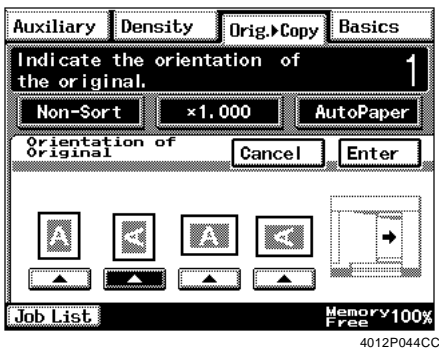 Auxiliary Density Orig.▶Copy Basics
Indicate the orientation of 1
the original.
Non-Sort ×1.000 AutoPaper
Orientation of
Original
Cancel Enter
A A A A
Job List Memory
Free 100%
4012P044CC